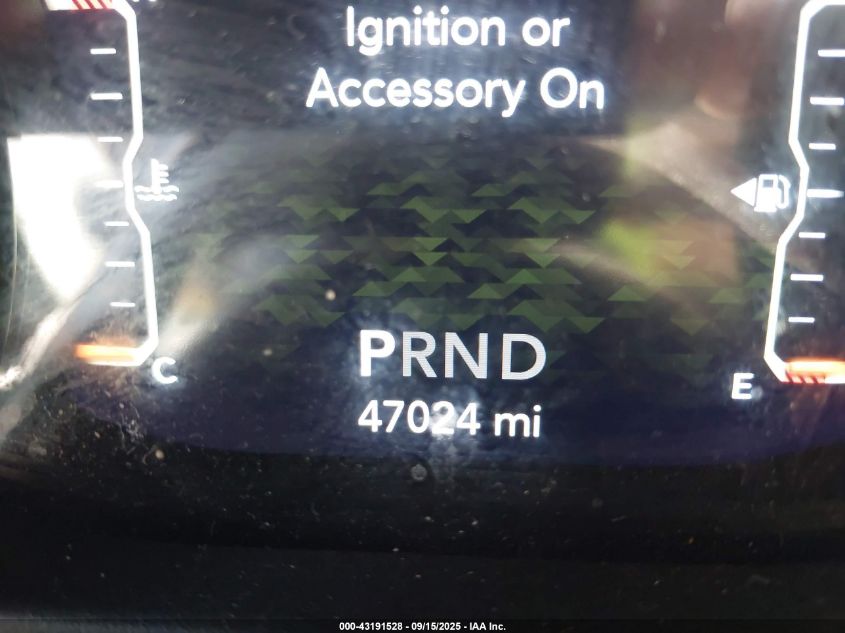 Ignition or
Accessory On
C
E
PRND
47024 mi
000-43191528 - 09/15/2025 - IAA Inc.